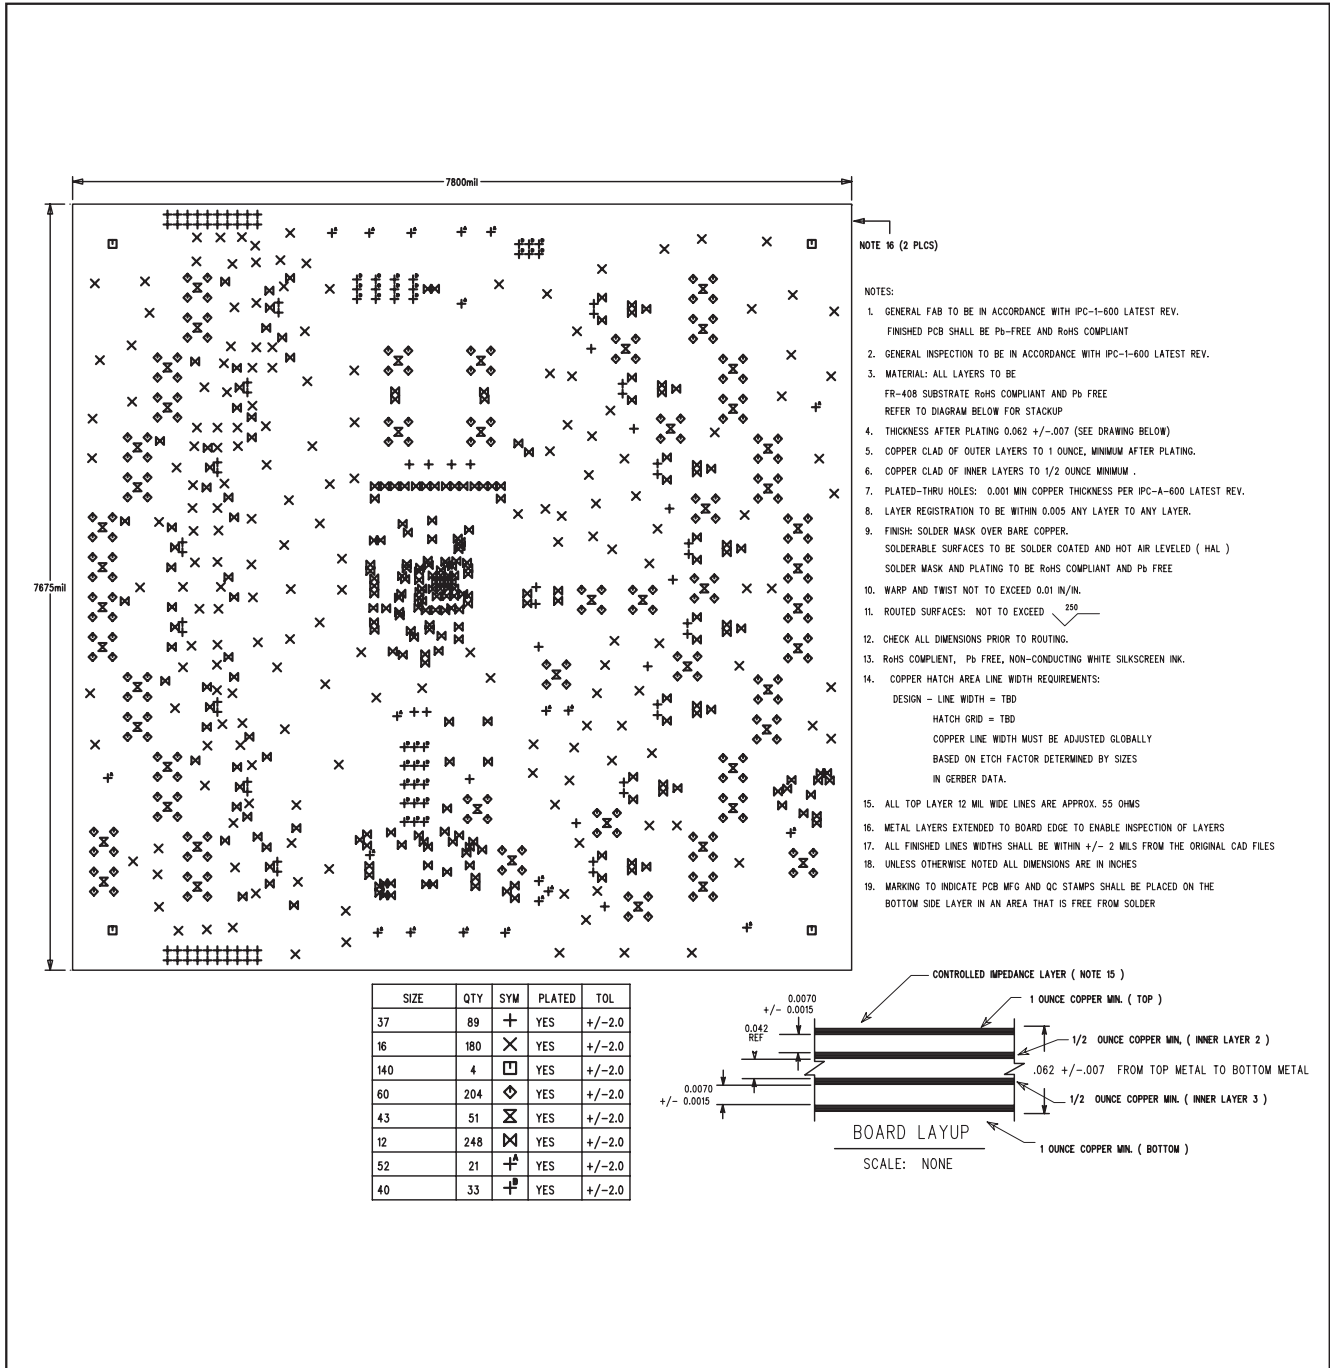 7800mil
NOTE 16 (2 PLCS)
7675mil
NOTES:
1. GENERAL FAB TO BE IN ACCORDANCE WITH IPC-1-600 LATEST REV.
FINISHED PCB SHALL BE Pb-FREE AND RoHS COMPLIANT
2. GENERAL INSPECTION TO BE IN ACCORDANCE WITH IPC-1-600 LATEST REV.
3. MATERIAL: ALL LAYERS TO BE
FR-408 SUBSTRATE RoHS COMPLIANT AND Pb FREE
REFER TO DIAGRAM BELOW FOR STACKUP
4. THICKNESS AFTER PLATING 0.062 +/-.007 (SEE DRAWING BELOW)
5. COPPER CLAD OF OUTER LAYERS TO 1 OUNCE, MINIMUM AFTER PLATING.
6. COPPER CLAD OF INNER LAYERS TO 1/2 OUNCE MINIMUM .
7. PLATED-THRU HOLES: 0.001 MIN COPPER THICKNESS PER IPC-A-600 LATEST REV.
8. LAYER REGISTRATION TO BE WITHIN 0.005 ANY LAYER TO ANY LAYER.
9. FINISH: SOLDER MASK OVER BARE COPPER.
SOLDERABLE SURFACES TO BE SOLDER COATED AND HOT AIR LEVELED ( HAL )
SOLDER MASK AND PLATING TO BE RoHS COMPLIANT AND Pb FREE
10. WARP AND TWIST NOT TO EXCEED 0.01 IN/IN.
11. ROUTED SURFACES: NOT TO EXCEED 250
12. CHECK ALL DIMENSIONS PRIOR TO ROUTING.
13. RoHS COMPLIENT, Pb FREE, NON-CONDUCTING WHITE SILKSCREEN INK.
14. COPPER HATCH AREA LINE WIDTH REQUIREMENTS:
DESIGN - LINE WIDTH = TBD
HATCH GRID = TBD
COPPER LINE WIDTH MUST BE ADJUSTED GLOBALLY
BASED ON ETCH FACTOR DETERMINED BY SIZES
IN GERBER DATA.
15. ALL TOP LAYER 12 MIL WIDE LINES ARE APPROX. 55 OHMS
16. METAL LAYERS EXTENDED TO BOARD EDGE TO ENABLE INSPECTION OF LAYERS
17. ALL FINISHED LINES WIDTHS SHALL BE WITHIN +/- 2 MILS FROM THE ORIGINAL CAD FILES
18. UNLESS OTHERWISE NOTED ALL DIMENSIONS ARE IN INCHES
19. MARKING TO INDICATE PCB MFG AND QC STAMPS SHALL BE PLACED ON THE
BOTTOM SIDE LAYER IN AN AREA THAT IS FREE FROM SOLDER
SIZE QTY SYM PLATED TOL
37 89 YES +/-2.0
16 180 YES +/-2.0
140 4 YES +/-2.0
60 204 YES +/-2.0
43 51 YES +/-2.0
12 248 YES +/-2.0
52 21 A YES +/-2.0
40 33 B YES +/-2.0
CONTROLLED IMPEDANCE LAYER ( NOTE 15 )
1 OUNCE COPPER MIN. ( TOP )
0.0070
+/- 0.0015
0.042
REF
1/2 OUNCE COPPER MIN, ( INNER LAYER 2 )
.062 +/-.007 FROM TOP METAL TO BOTTOM METAL
0.0070
+/- 0.0015
1/2 OUNCE COPPER MIN. ( INNER LAYER 3 )
1 OUNCE COPPER MIN. ( BOTTOM )
BOARD LAYUP
SCALE: NONE